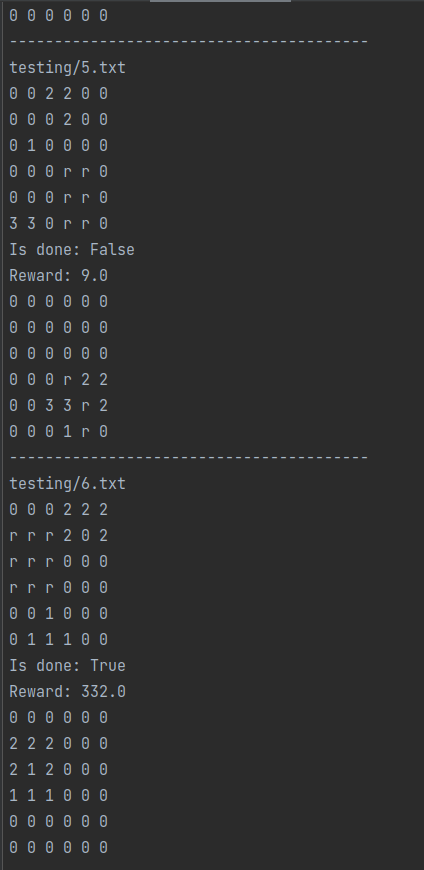 0 0 0 0 0 0
----------------------------------------
testing/5.txt
0 0 2 2 0 0
0 0 0 2 0 0
0 1 0 0 0 0
0 0 0 r r 0
0 0 0 r r 0
3 3 0 r r 0
Is done: False
Reward: 9.0
0 0 0 0 0 0
0 0 0 0 0 0
0 0 0 0 0 0
0 0 0 r 2 2
0 0 3 3 r 2
0 0 0 1 r 0
----------------------------------------
testing/6.txt
0 0 0 2 2 2
r r r 2 0 2
r r r 0 0 0
r r r 0 0 0
0 0 1 0 0 0
0 1 1 1 0 0
Is done: True
Reward: 332.0
0 0 0 0 0 0
2 2 2 0 0 0
2 1 2 0 0 0
1 1 1 0 0 0
0 0 0 0 0 0
0 0 0 0 0 0